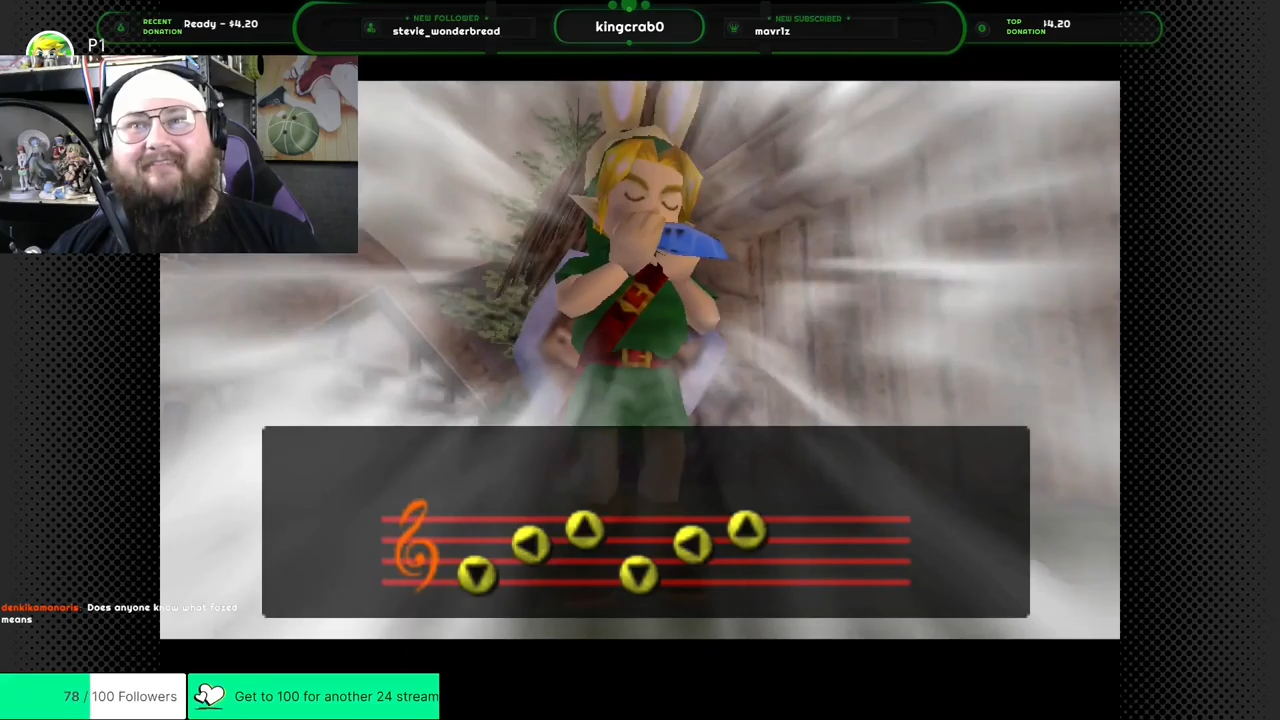 RECENT DONATION
Ready - $4.20
• NEW FOLLOWER •
stevie_wonderbread
kingcrab0
• NEW SUBSCRIBER •
mavr1z
TOP DONATION
$4.20
P1
denkikamanaris: Does anyone know what fazed
means
78 / 100 Followers
Get to 100 for another 24 stream